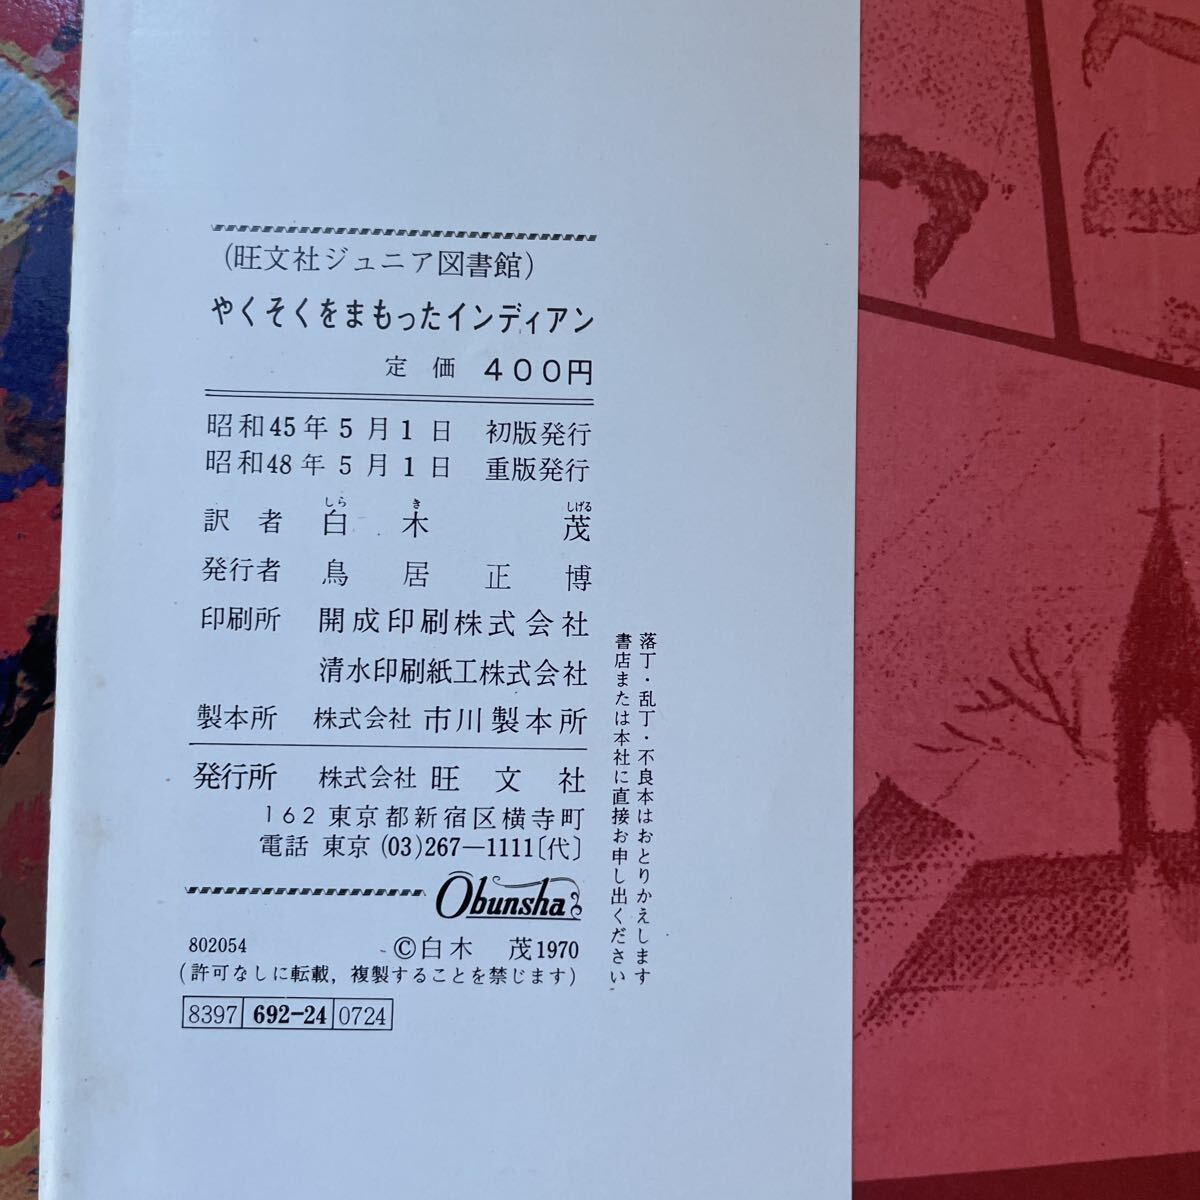 (旺文社ジュニア図書館)
やくそくをまもったインディアン
定価 400円
昭和45年5月1日 初版発行
昭和48年5月1日 重版発行
訳者 白木茂
しら き しげる
発行者 鳥居正博
印刷所 開成印刷株式会社
清水印刷紙工株式会社
製本所 株式会社 市川製本所
発行所 株式会社 旺文社
162 東京都新宿区横寺町
電話 東京 (03)267-1111〔代〕
Obunsha
802054 ©白木 茂1970
(許可なしに転載,複製することを禁じます)
8397 692-24 0724
落丁・乱丁・不良本はおとりかえします
書店または本社に直接お申し出ください